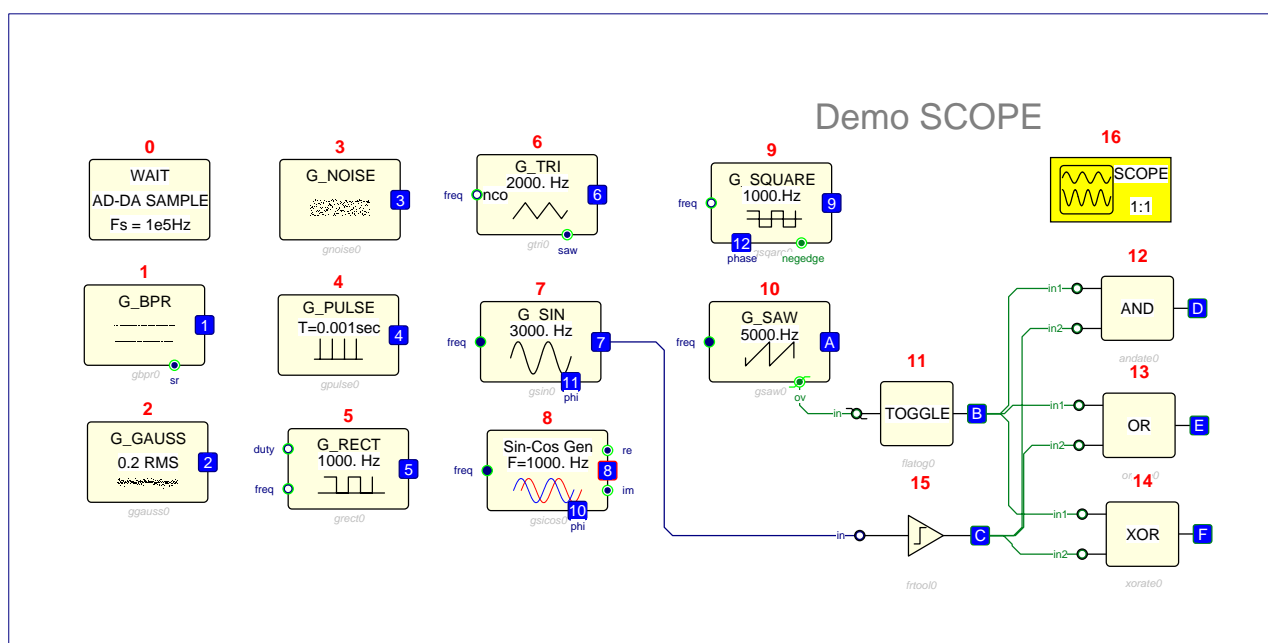 Demo SCOPE
0
WAIT
AD-DA SAMPLE
Fs = 1e5Hz
1
G_BPR
1
gbpr0
sr
2
G_GAUSS
0.2 RMS
2
ggauss0
3
G_NOISE
3
gnoise0
4
G_PULSE
T=0.001sec
4
gpulse0
5
duty
G_RECT
1000. Hz
5
freq
grect0
6
G_TRI
2000. Hz
freq
nco
6
gtri0
saw
7
G_SIN
3000. Hz
freq
7
11
gsin0
phi
8
Sin-Cos Gen
F=1000. Hz
re
freq
8
im
10
gsicos0
phi
9
G_SQUARE
1000.Hz
freq
9
12
phase
negedge
10
G_SAW
5000.Hz
freq
A
gsaw0
ov
11
in
TOGGLE
B
flatog0
15
in
C
frtool0
16
SCOPE
1:1
12
in1
AND
D
in2
andate0
13
in1
OR
E
in2
14
in1
XOR
F
in2
xorate0